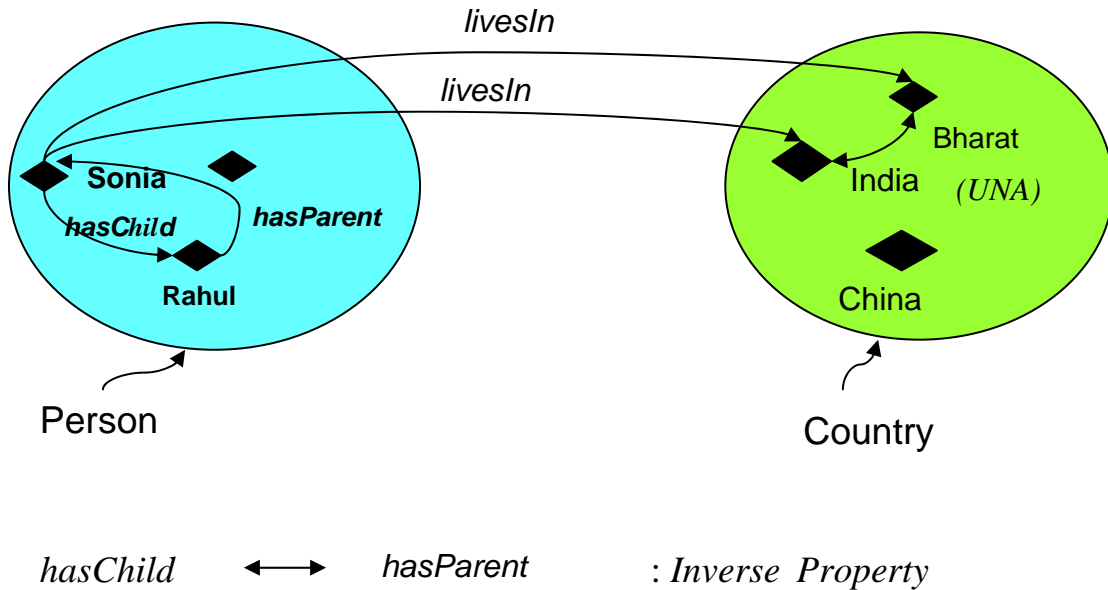 livesIn
livesIn
Bharat
Sonia
India
(UNA)
hasChild
hasParent
Rahul
China
Person
Country
hasChild hasParent : Inverse Property